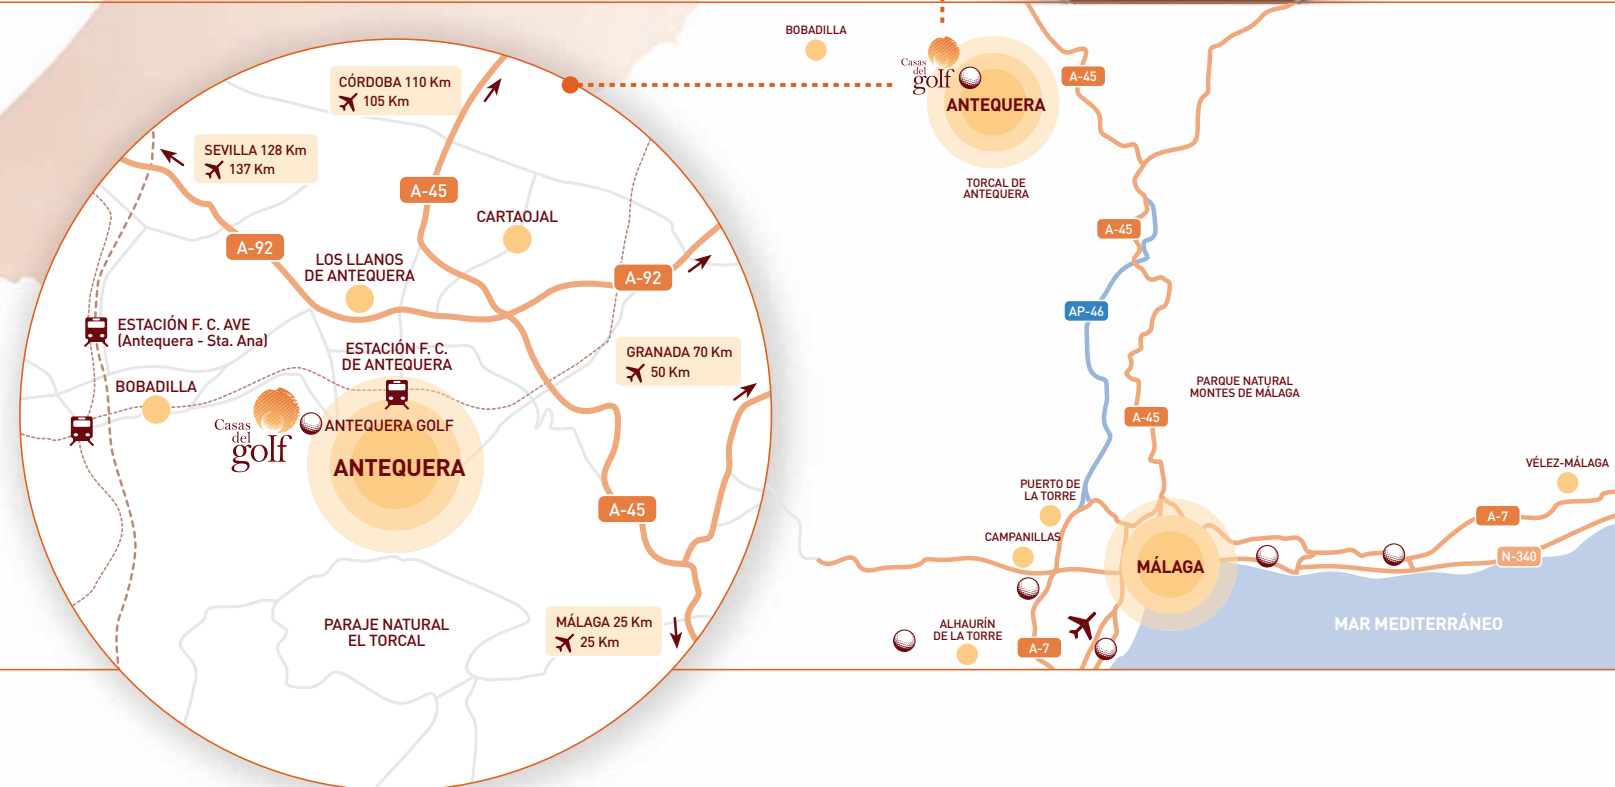 CÓRDOBA 110 Km
105 Km
SEVILLA 128 Km
137 Km
A-45
CARTAOJAL
A-92
LOS LLANOS
DE ANTEQUERA
A-92
ESTACIÓN F. C. AVE
(Antequera - Sta. Ana)
ESTACIÓN F. C.
DE ANTEQUERA
GRANADA 70 Km
50 Km
BOBADILLA
Casas
del
golf
ANTEQUERA GOLF
ANTEQUERA
A-45
PARAJE NATURAL
EL TORCAL
MÁLAGA 25 Km
25 Km
BOBADILLA
Casas
del
golf
ANTEQUERA
A-45
TORCAL DE
ANTEQUERA
A-45
AP-46
PARQUE NATURAL
MONTES DE MÁLAGA
A-45
VÉLEZ-MÁLAGA
PUERTO DE
LA TORRE
A-7
CAMPANILLAS
N-340
MÁLAGA
ALHAURÍN
DE LA TORRE
A-7
MAR MEDITERRÁNEO